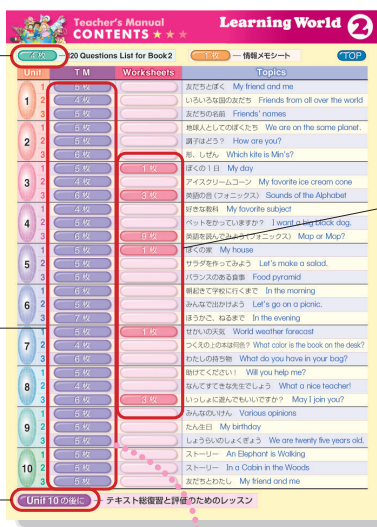 Teacher's Manual
CONTENTS ★ ★ ★
Learning World 2
4枚 20 Questions List for Book2 1枚 — 情報メモシート TOP
Unit TM Worksheets Topics
1 1 5枚 友だちとぼく My friend and me
2 4枚 いろいろな国の友だち Friends from all over the world
3 5枚 友だちの名前 Friends' names
2 1 5枚 地球人としてのぼくたち We are on the same planet.
2 5枚 調子はどう? How are you?
3 6枚 形、しぜん Which kite is Min's?
3 1 5枚 1枚 ぼくの1日 My day
2 4枚 アイスクリームコーン My favorite ice cream cone
3 6枚 3枚 英語の音(フォニックス) Sounds of the Alphabet
4 1 4枚 好きな教科 My favorite subject
2 5枚 ペットをかっていますか? I want a big black dog.
3 6枚 9枚 英語を読んでみよう(フォニックス) Map or Mop?
5 1 5枚 1枚 ぼくの家 My house
2 5枚 サラダを作ってみよう Let's make a salad.
3 5枚 バランスのある食事 Food pyramid
6 1 5枚 朝起きて学校に行くまで In the morning
2 5枚 みんなで出かけよう Let's go on a picnic.
3 7枚 ほうかご、ねるまで In the evening
7 1 6枚 1枚 せかいの天気 World weather forecast
2 4枚 つくえの上の本は何色? What color is the book on the desk?
3 6枚 わたしの持ち物 What do you have in your bag?
8 1 4枚 助けてください! Will you help me?
2 4枚 なんてすてきな先生でしょう What a nice teacher!
3 6枚 3枚 いっしょに遊んでもいいですか? May I join you?
9 1 5枚 みんなのいけん Various opinions
2 5枚 たん生日 My birthday
3 5枚 しょうらいのしょくぎょう We are twenty five years old.
10 1 5枚 ストーリー An Elephant is Walking
2 5枚 ストーリー In a Cabin in the Woods
3 5枚 友だちとわたし My friend and me
Unit 10の後に テキスト総復習と評価のためのレッスン